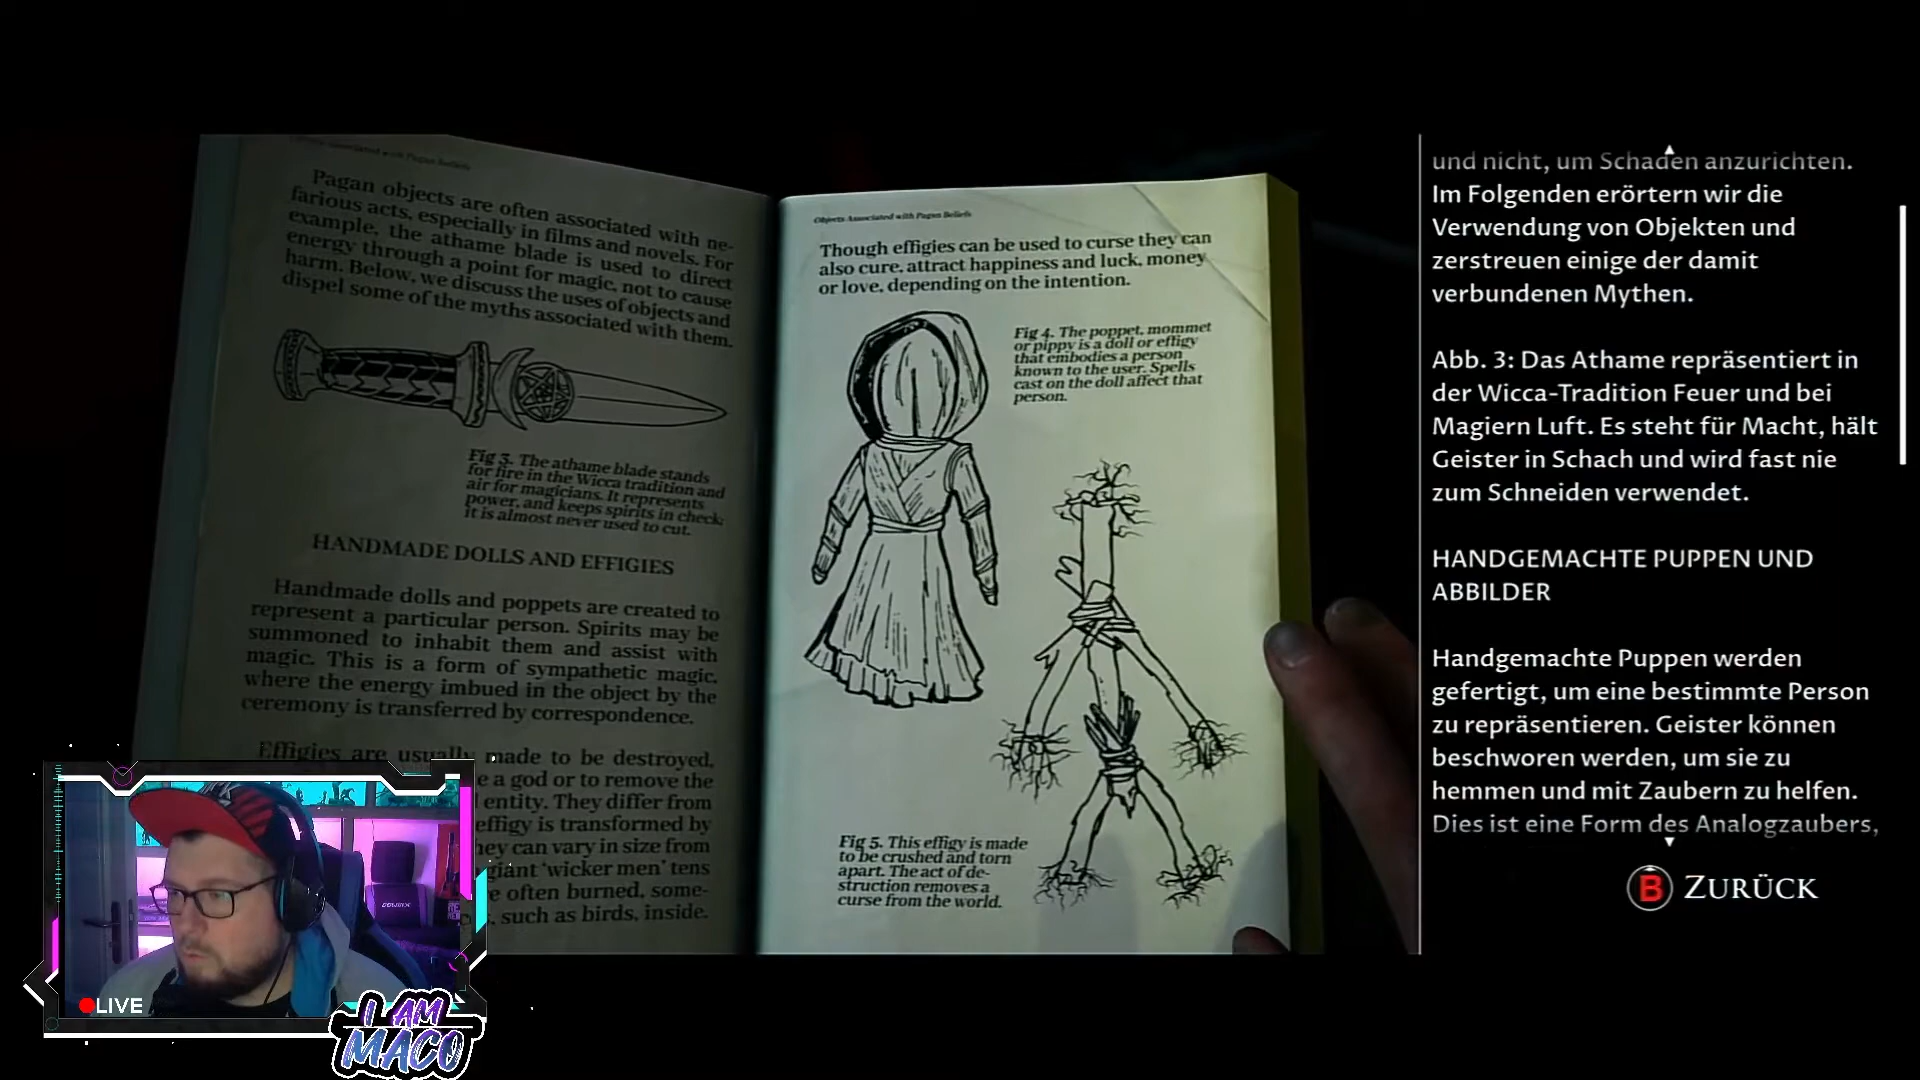 Pagan objects are often associated with ne-
farious acts, especially in films and novels. For
example, the athame blade is used to direct
energy through a point for magic, not to cause
harm. Below, we discuss the uses of objects and
dispel some of the myths associated with them.
Fig 3. The athame blade stands
for fire in the Wicca tradition and
air for magicians. It represents
power, and keeps spirits in check;
it is almost never used to cut.
HANDMADE DOLLS AND EFFIGIES
Handmade dolls and poppets are created to
represent a particular person. Spirits may be
summoned to inhabit them and assist with
magic. This is a form of sympathetic magic,
where the energy imbued in the object by the
ceremony is transferred by correspondence.
Effigies are usually made to be destroyed,
e a god or to remove the
entity. They differ from
effigy is transformed by
hey can vary in size from
giant 'wicker men' tens
e often burned, some-
, such as birds, inside.
Objects Associated with Pagan Beliefs
Though effigies can be used to curse they can
also cure, attract happiness and luck, money
or love, depending on the intention.
Fig 4. The poppet, mommet
or pippy is a doll or effigy
that embodies a person
known to the user. Spells
cast on the doll affect that
person.
Fig 5. This effigy is made
to be crushed and torn
apart. The act of de-
struction removes a
curse from the world.
und nicht, um Schaden anzurichten.
Im Folgenden erörtern wir die
Verwendung von Objekten und
zerstreuen einige der damit
verbundenen Mythen.
Abb. 3: Das Athame repräsentiert in
der Wicca-Tradition Feuer und bei
Magiern Luft. Es steht für Macht, hält
Geister in Schach und wird fast nie
zum Schneiden verwendet.
HANDGEMACHTE PUPPEN UND
ABBILDER
Handgemachte Puppen werden
gefertigt, um eine bestimmte Person
zu repräsentieren. Geister können
beschworen werden, um sie zu
hemmen und mit Zaubern zu helfen.
Dies ist eine Form des Analogzaubers,
B ZURÜCK
LIVE
I AM
MACO